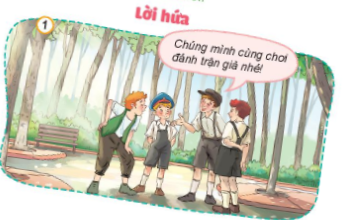 Lời hứa
1
Chúng mình cùng chơi
đánh trận giả nhé!